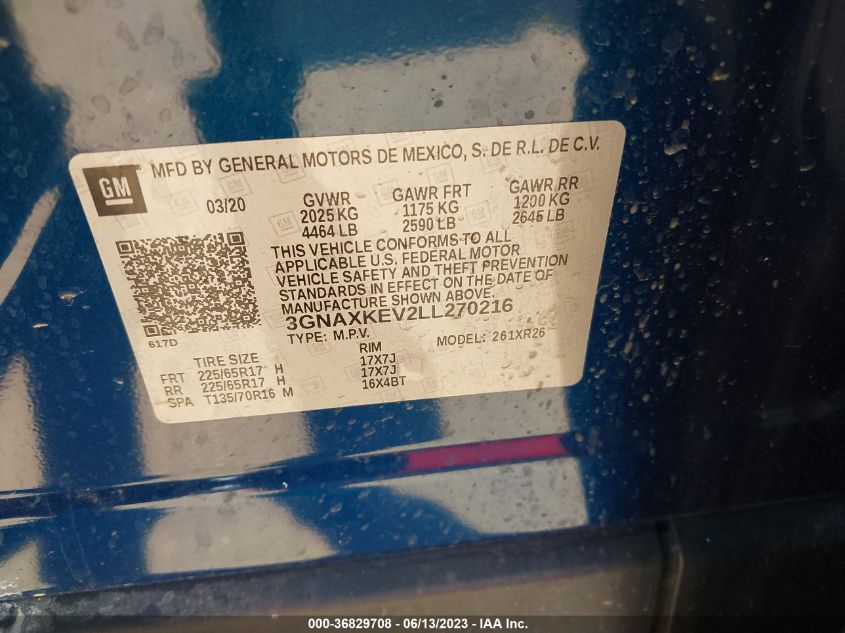 GM
MFD BY GENERAL MOTORS DE MEXICO, S. DE R.L. DE C.V.
03/20
GVWR
2025 KG
4464 LB
GAWR FRT
1175 KG
2590 LB
GAWR RR
1200 KG
2645 LB
THIS VEHICLE CONFORMS TO ALL
APPLICABLE U.S. FEDERAL MOTOR
VEHICLE SAFETY AND THEFT PREVENTION
STANDARDS IN EFFECT ON THE DATE OF
MANUFACTURE SHOWN ABOVE.
3GNAXKEV2LL270216
617D
TYPE: M.P.V.
MODEL: 261XR26
TIRE SIZE RIM
FRT 225/65R17 H 17X7J
RR 225/65R17 H 17X7J
SPA T135/70R16 M 16X4BT
000-36829708 - 06/13/2023 - IAA Inc.